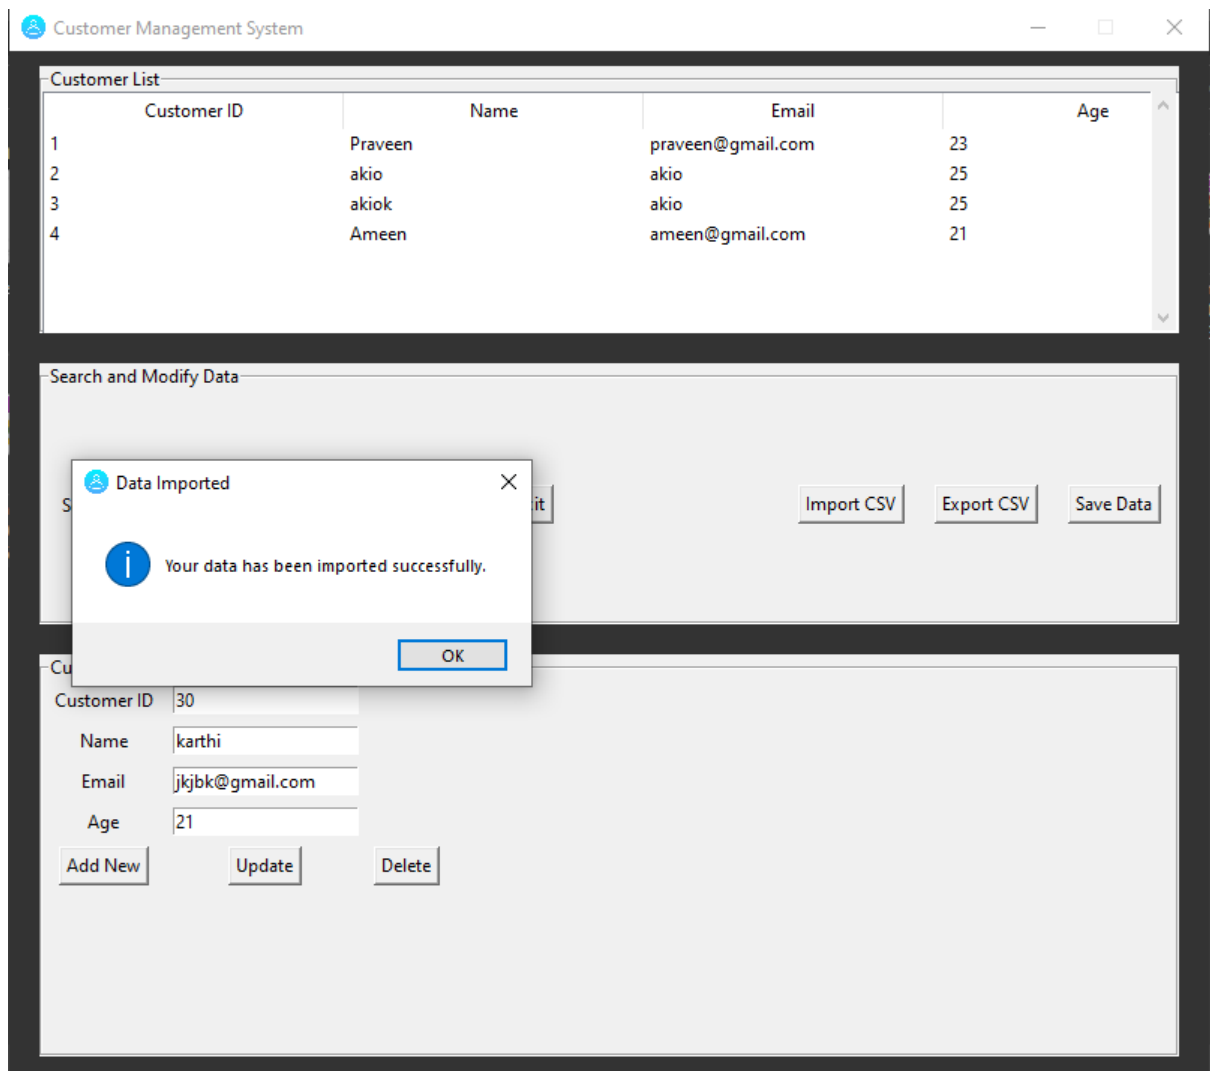 Customer Management System
Customer List
Customer ID Name Email Age
1 Praveen praveen@gmail.com 23
2 akio akio 25
3 akiok akio 25
4 Ameen ameen@gmail.com 21
Search and Modify Data
Data Imported
Import CSV Export CSV Save Data
Your data has been imported successfully.
OK
Customer ID 30
Name karthi
Email jkjbk@gmail.com
Age 21
Add New Update Delete